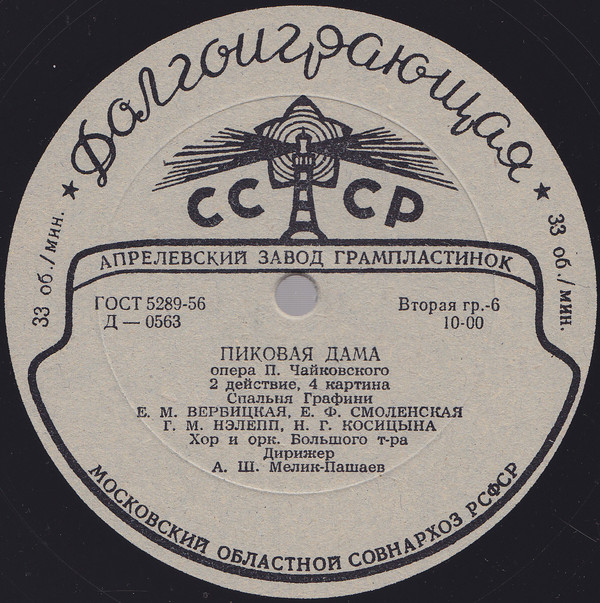 Долгоиграющая
33 об./мин.
33 об./мин.
СССР
АПРЕЛЕВСКИЙ ЗАВОД ГРАМПЛАСТИНОК
ГОСТ 5289-56
Д — 0563
Вторая гр.-6
10-00
ПИКОВАЯ ДАМА
опера П. Чайковского
2 действие, 4 картина
Спальня Графини
Е. М. ВЕРБИЦКАЯ, Е. Ф. СМОЛЕНСКАЯ
Г. М. НЭЛЕПП, Н. Г. КОСИЦЫНА
Хор и орк. Большого т-ра
Дирижер
А. Ш. Мелик-Пашаев
МОСКОВСКИЙ ОБЛАСТНОЙ СОВНАРХОЗ РСФСР